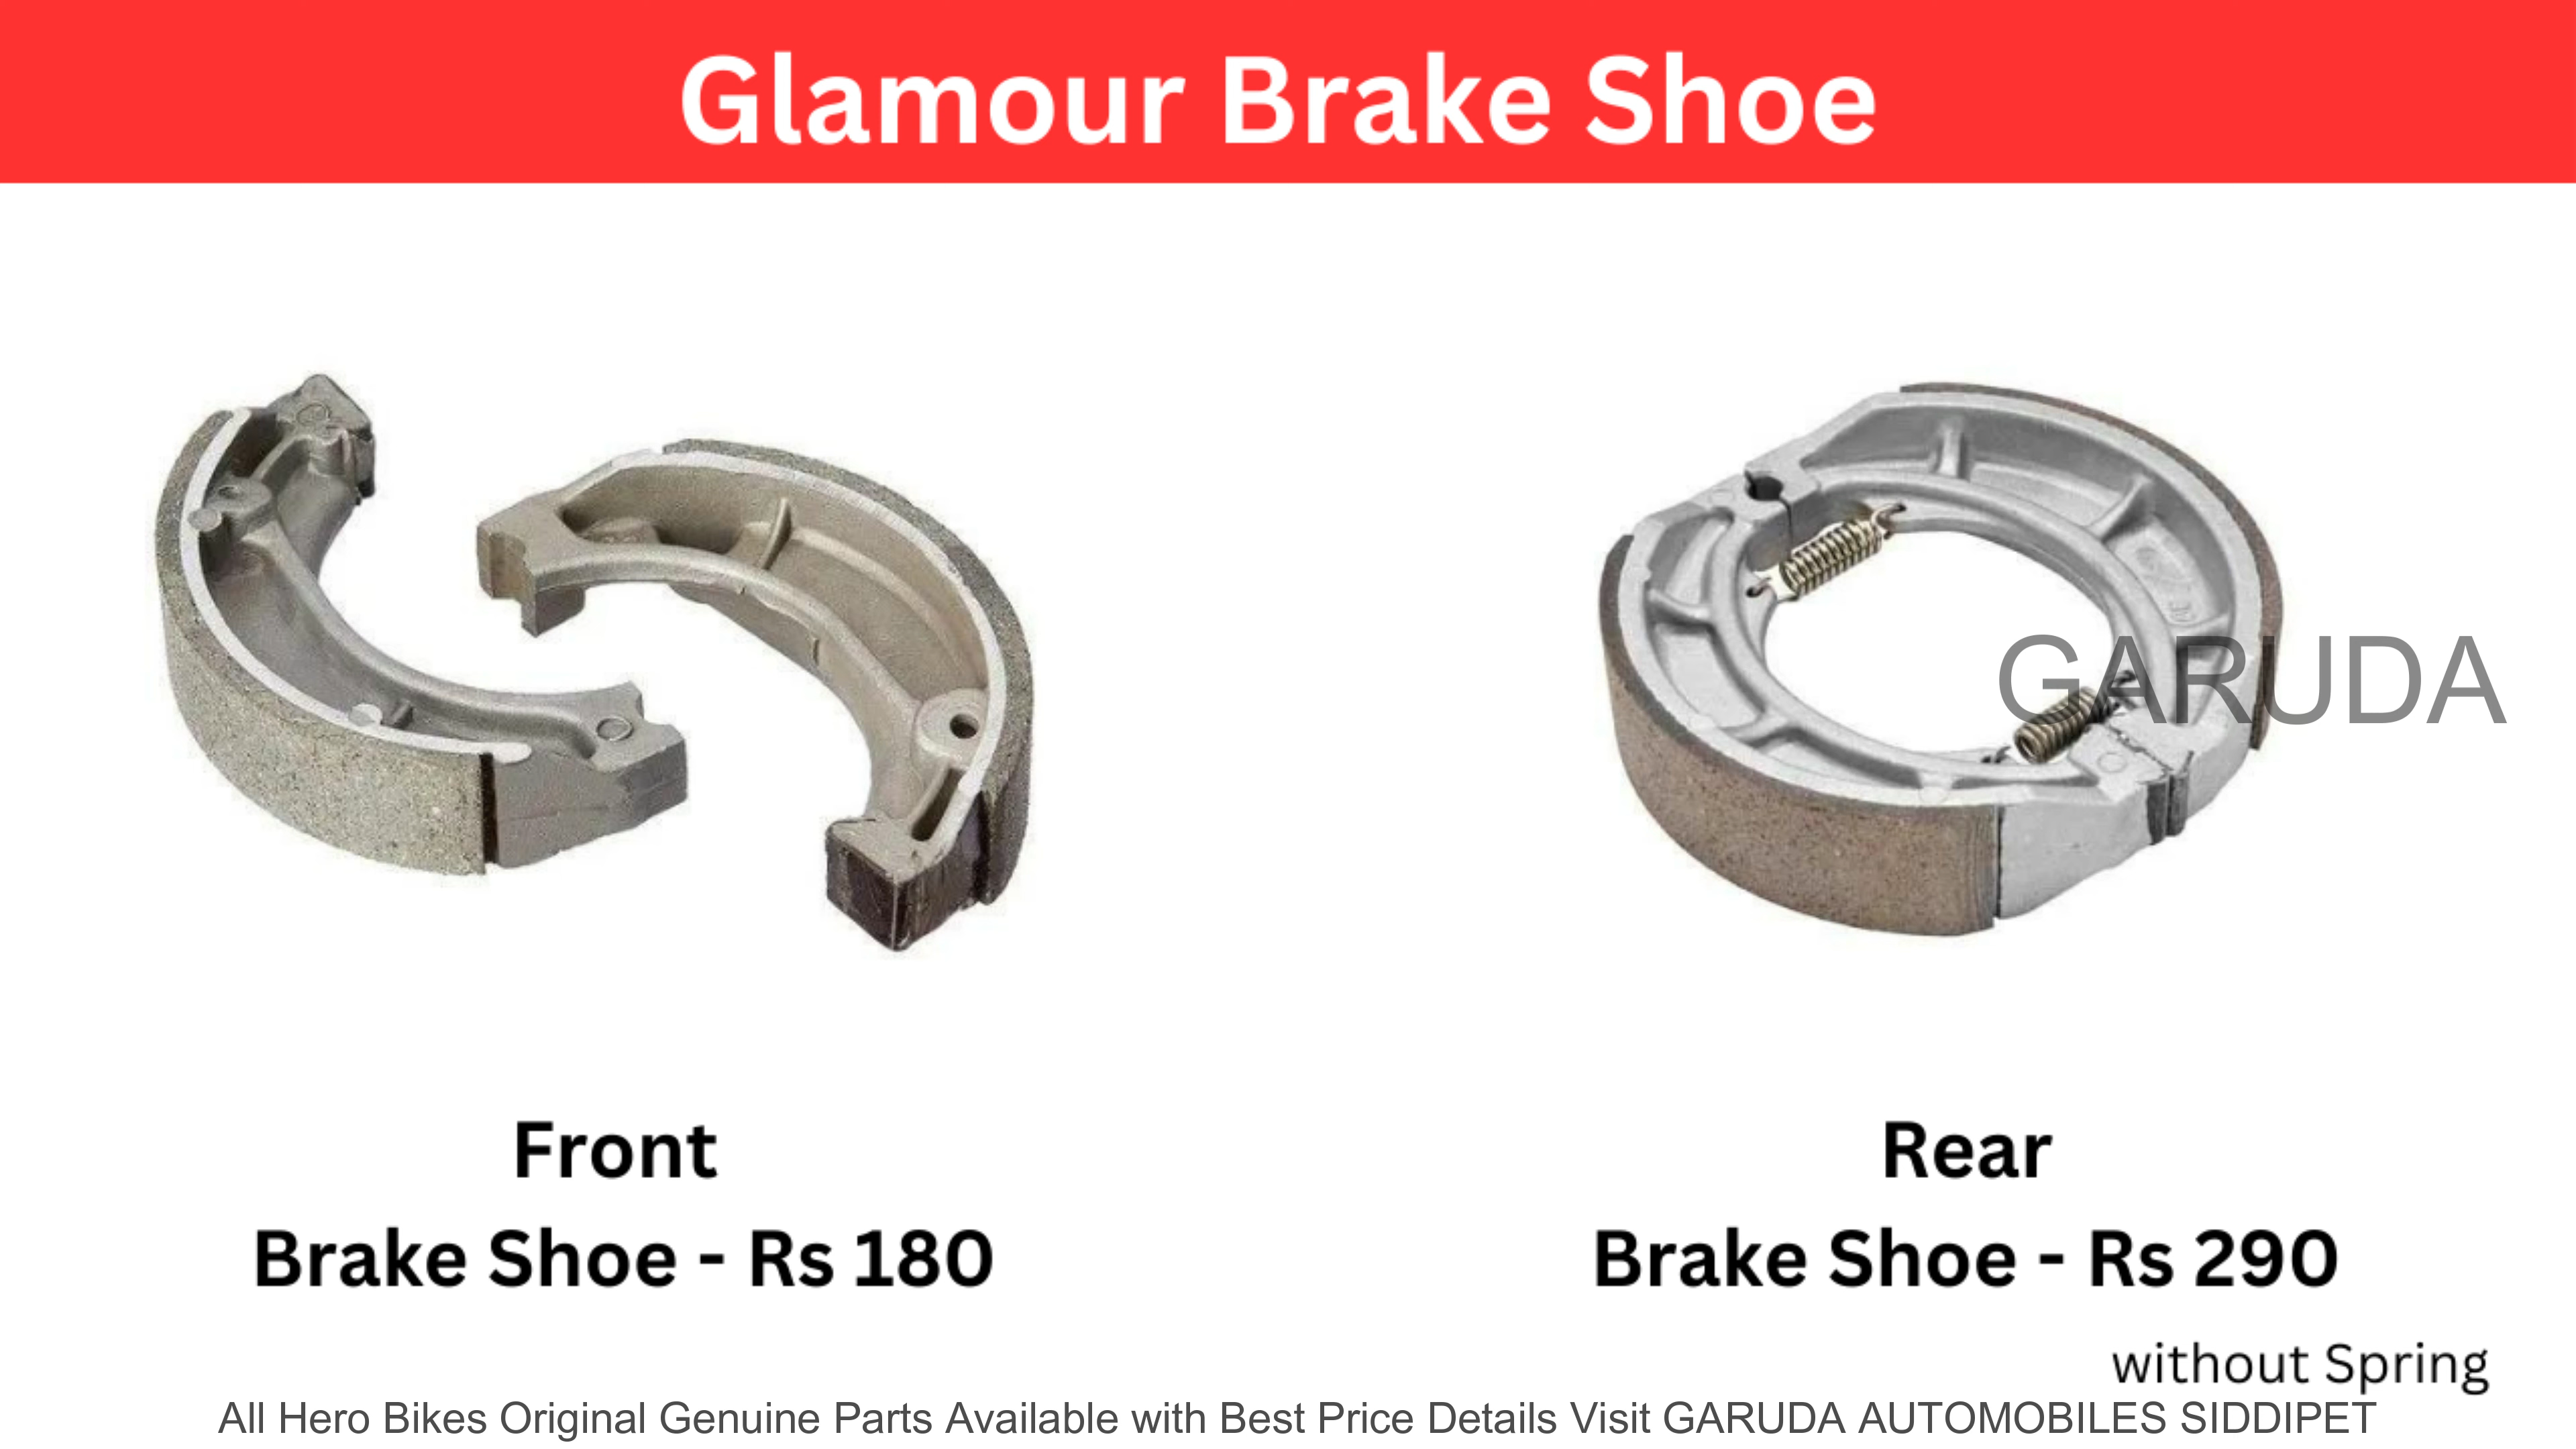 Glamour Brake Shoe
GARUDA
Front
Brake Shoe - Rs 180
Rear
Brake Shoe - Rs 290
without Spring
All Hero Bikes Original Genuine Parts Available with Best Price Details Visit GARUDA AUTOMOBILES SIDDIPET